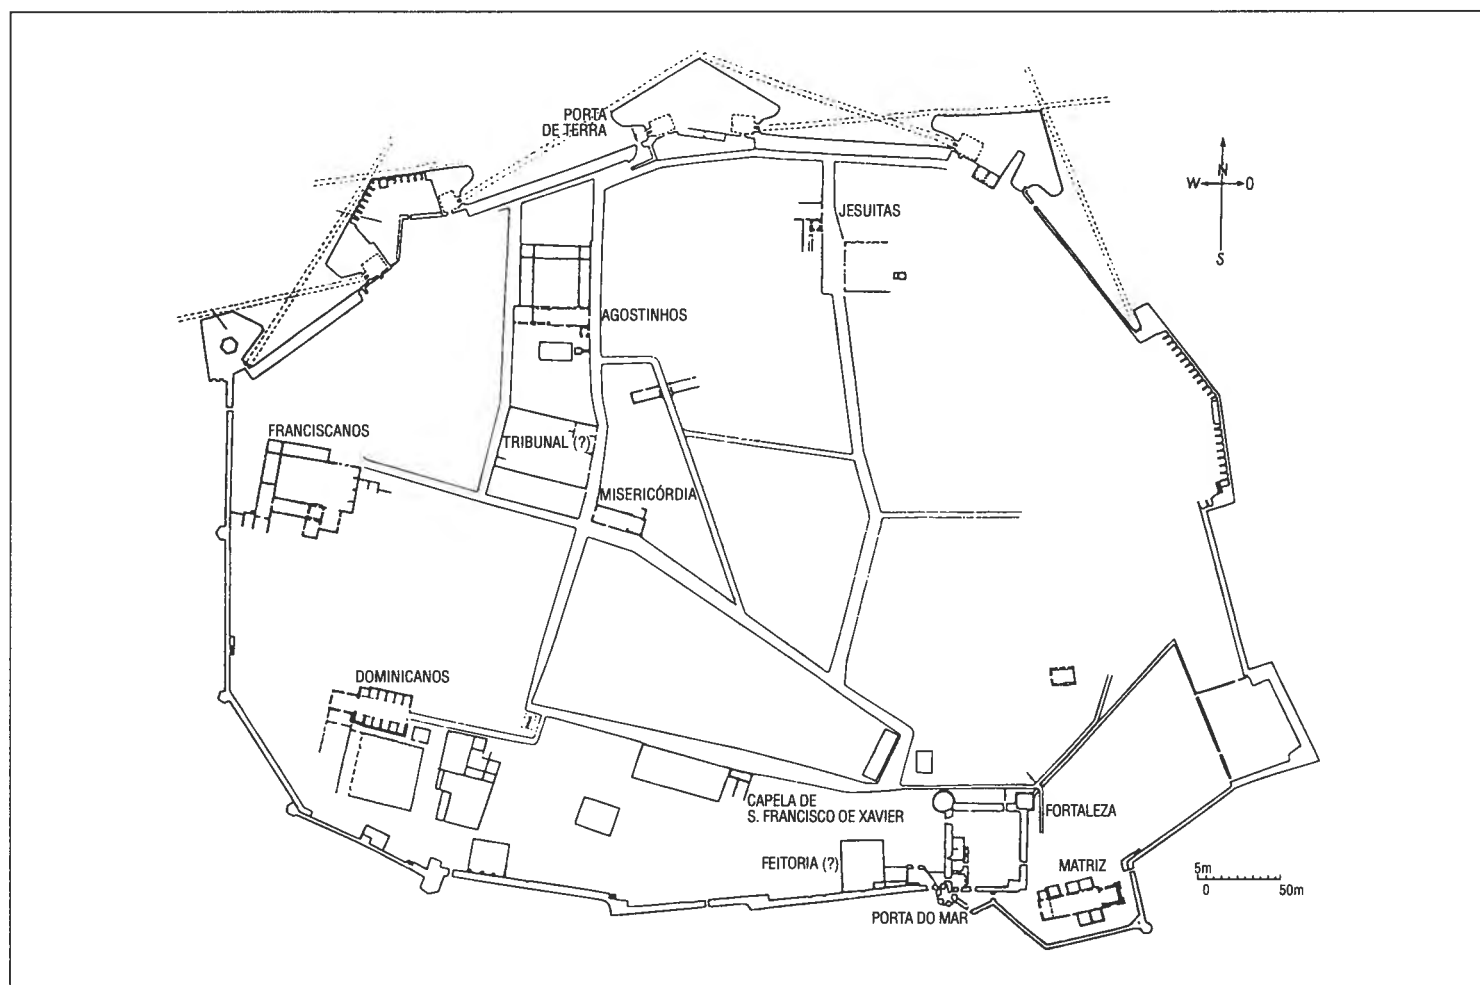 PORTA
DE TERRA
N
W O
S
JESUITAS
AGOSTINHOS
FRANCISCANOS
TRIBUNAL (?)
MISERICÓRDIA
DOMINICANOS
CAPELA DE
S. FRANCISCO DE XAVIER
FORTALEZA
FEITORIA (?)
MATRIZ
5m
0 50m
PORTA DO MAR